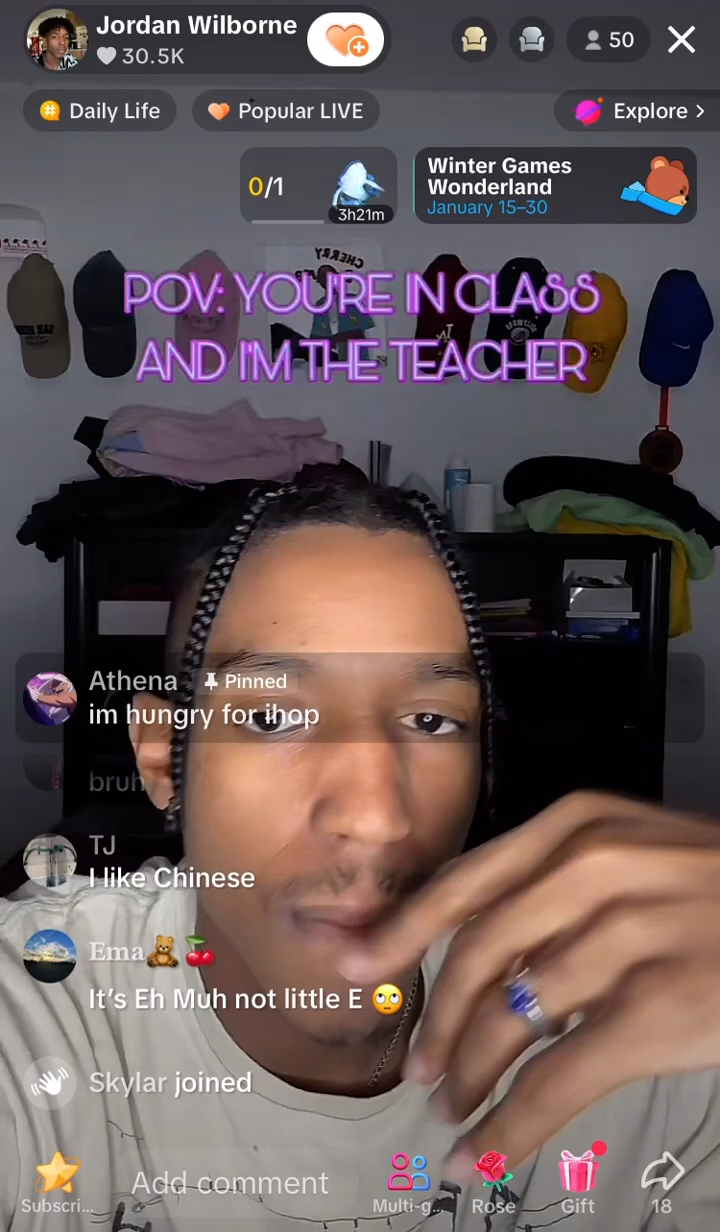 Jordan Wilborne
30.5K
50
Daily Life
Popular LIVE
Explore >
0/1
3h21m
Winter Games
Wonderland
January 15–30
CHERRY
POV: YOU'RE IN CLASS
AND I'M THE TEACHER
Athena Pinned
im hungry for ihop
bruh
TJ
I like Chinese
Ema🧸🍒
It's Eh Muh not little E 🙄
Skylar joined
Subscri...
Add comment
Multi-g...
Rose
Gift
18